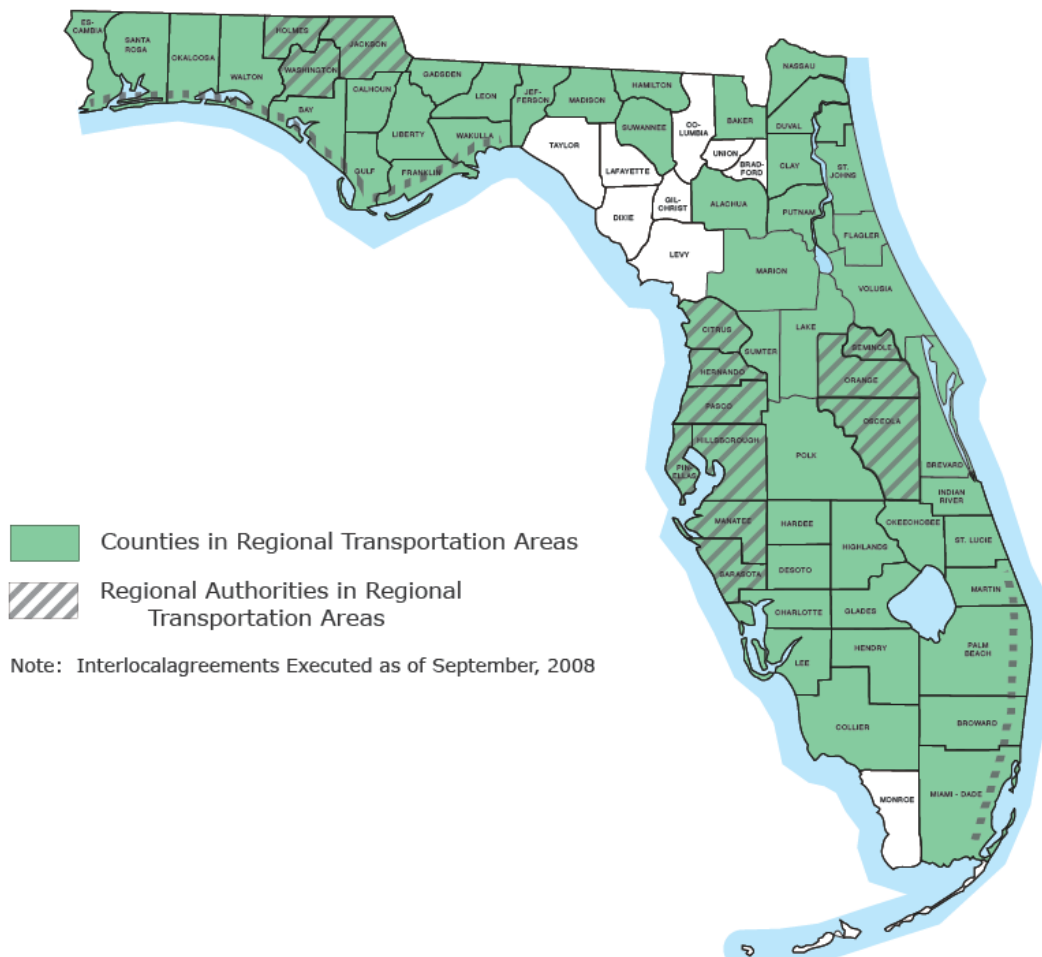 ES-
CAMBIA
SANTA
ROSA
OKALOOSA
WALTON
HOLMES
JACKSON
WASHINGTON
BAY
CALHOUN
GULF
GADSDEN
LIBERTY
LEON
WAKULLA
FRANKLIN
JEF-
FERSON
MADISON
TAYLOR
HAMILTON
SUWANNEE
LAFAYETTE
DIXIE
CO-
LUMBIA
GIL-
CHRIST
LEVY
BAKER
UNION
BRAD-
FORD
ALACHUA
NASSAU
DUVAL
CLAY
ST.
JOHNS
PUTNAM
FLAGLER
MARION
VOLUSIA
CITRUS
SUMTER
LAKE
SEMINOLE
HERNANDO
ORANGE
PASCO
OSCEOLA
HILLSBOROUGH
PIN-
ELLAS
POLK
BREVARD
INDIAN
RIVER
MANATEE
HARDEE
OKEECHOBEE
ST. LUCIE
HIGHLANDS
SARASOTA
DESOTO
MARTIN
CHARLOTTE
GLADES
PALM
BEACH
LEE
HENDRY
COLLIER
BROWARD
MONROE
MIAMI - DADE
Counties in Regional Transportation Areas
Regional Authorities in Regional
Transportation Areas
Note: Interlocalagreements Executed as of September, 2008